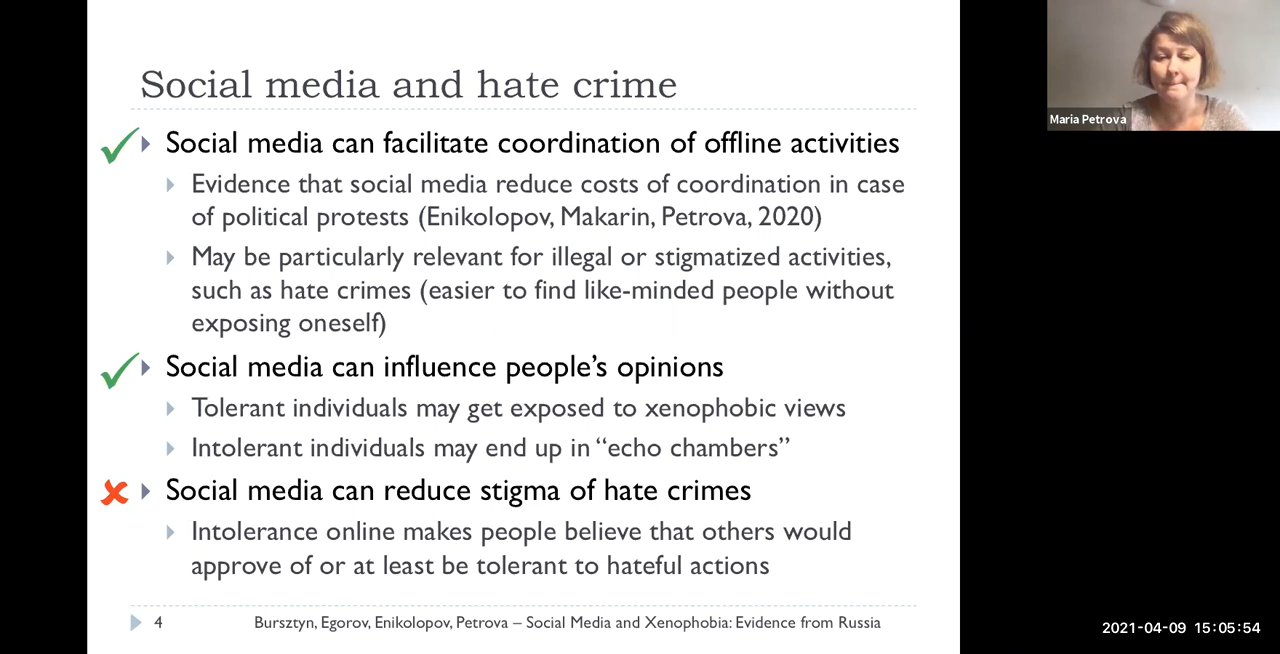 Social media and hate crime
Social media can facilitate coordination of offline activities
Evidence that social media reduce costs of coordination in case
of political protests (Enikolopov, Makarin, Petrova, 2020)
May be particularly relevant for illegal or stigmatized activities,
such as hate crimes (easier to find like-minded people without
exposing oneself)
Social media can influence people’s opinions
Tolerant individuals may get exposed to xenophobic views
Intolerant individuals may end up in “echo chambers”
Social media can reduce stigma of hate crimes
Intolerance online makes people believe that others would
approve of or at least be tolerant to hateful actions
4
Bursztyn, Egorov, Enikolopov, Petrova – Social Media and Xenophobia: Evidence from Russia
Maria Petrova
2021-04-09 15:05:54